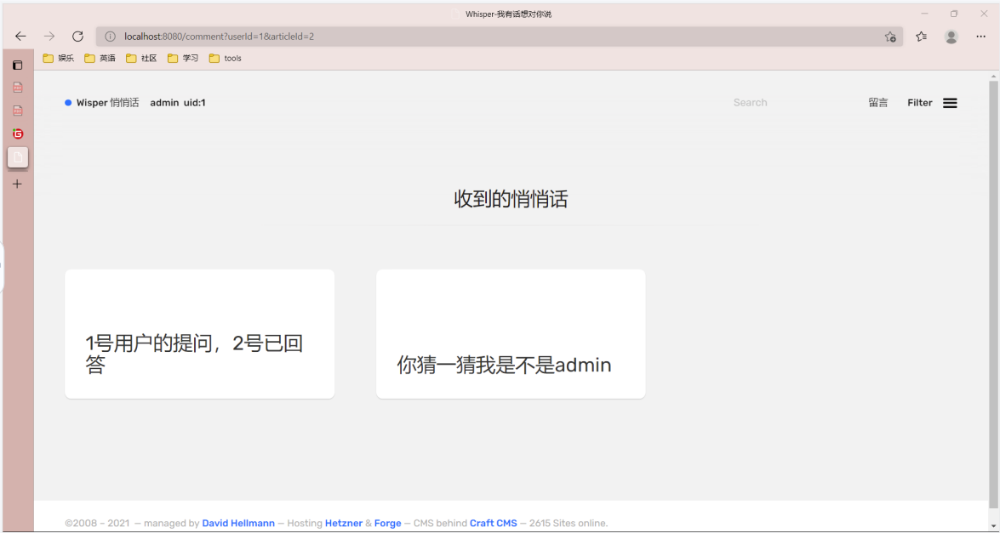 Whisper-我有话想对你说
localhost:8080/comment?userId=1&articleId=2
娱乐 英语 社区 学习 tools
Wisper 悄悄话 admin uid:1 Search 留言 Filter
收到的悄悄话
1号用户的提问，2号已回
答
你猜一猜我是不是admin
©2008 – 2021 — managed by David Hellmann — Hosting Hetzner & Forge — CMS behind Craft CMS — 2615 Sites online.